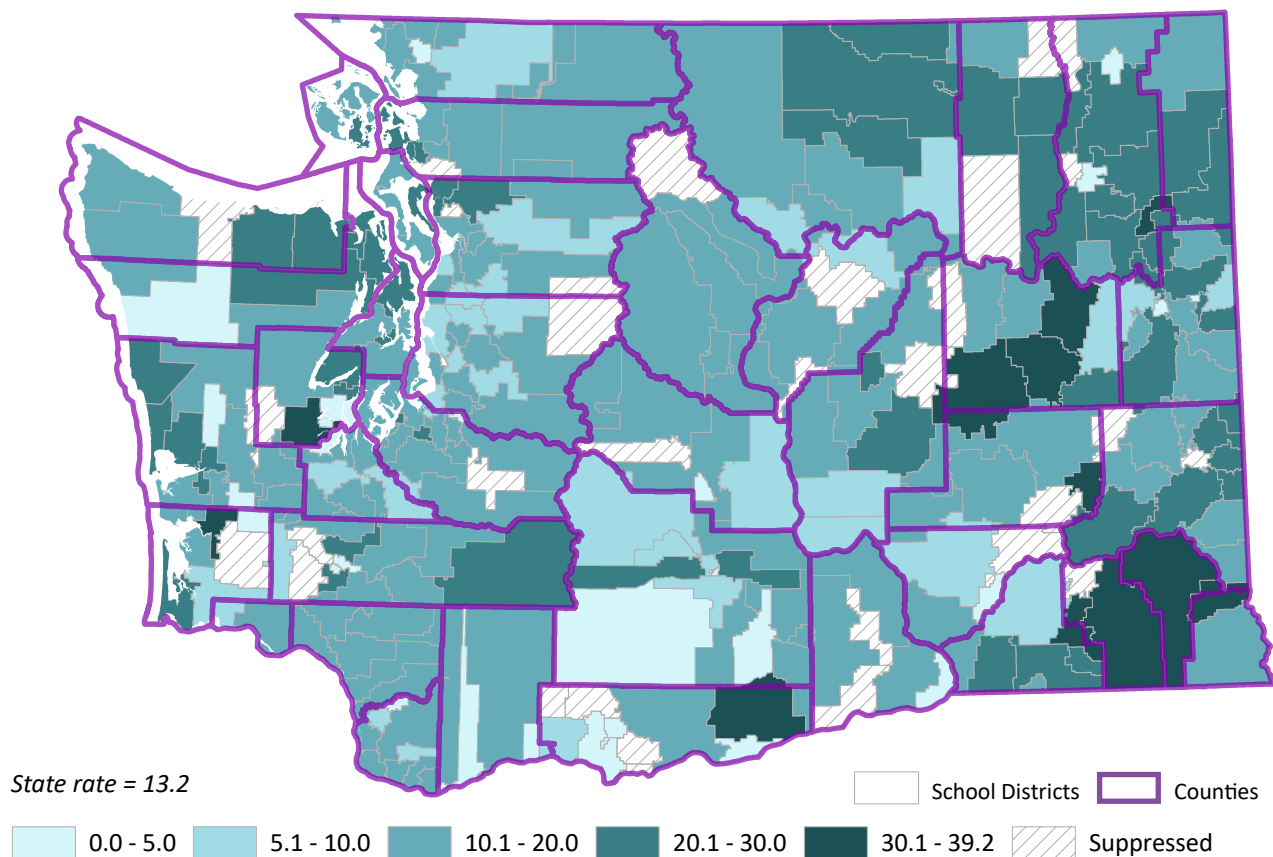 State rate = 13.2
School Districts
Counties
0.0 - 5.0
5.1 - 10.0
10.1 - 20.0
20.1 - 30.0
30.1 - 39.2
Suppressed